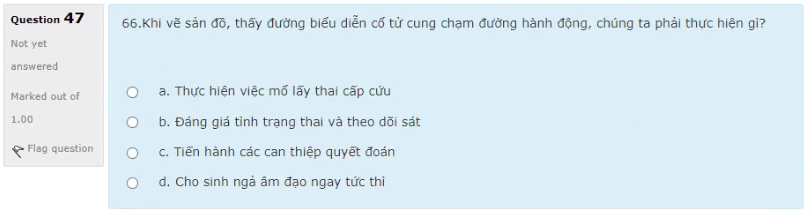 Question 47
Not yet
answered
Marked out of
1.00
Flag question
66.Khi vẽ sản đồ, thấy đường biểu diễn cổ tử cung chạm đường hành động, chúng ta phải thực hiện gì?
a. Thực hiện việc mổ lấy thai cấp cứu
b. Đáng giá tình trạng thai và theo dõi sát
c. Tiến hành các can thiệp quyết đoán
d. Cho sinh ngả âm đạo ngay tức thì